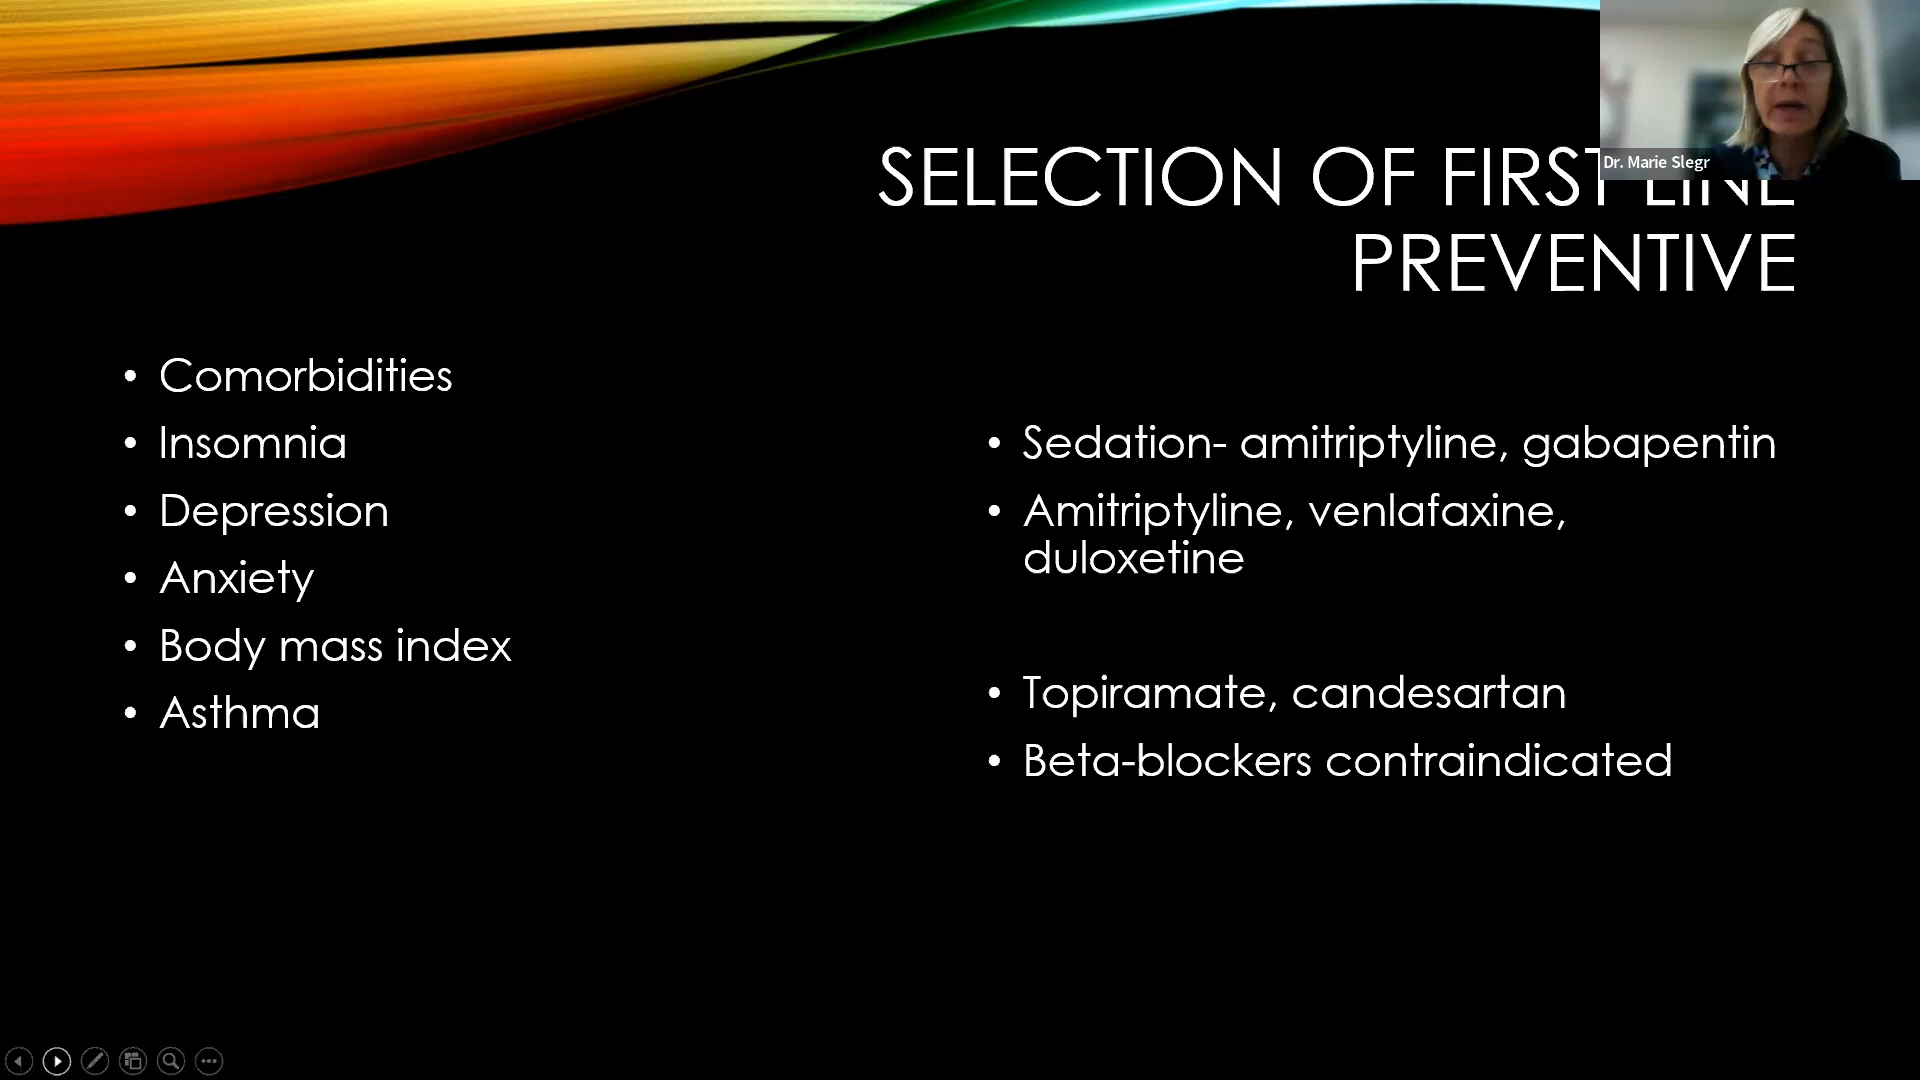 SELECTION OF FIRST LINE
PREVENTIVE
Dr. Marie Slegr
• Comorbidities
• Insomnia
• Depression
• Anxiety
• Body mass index
• Asthma
• Sedation- amitriptyline, gabapentin
• Amitriptyline, venlafaxine,
duloxetine
• Topiramate, candesartan
• Beta-blockers contraindicated